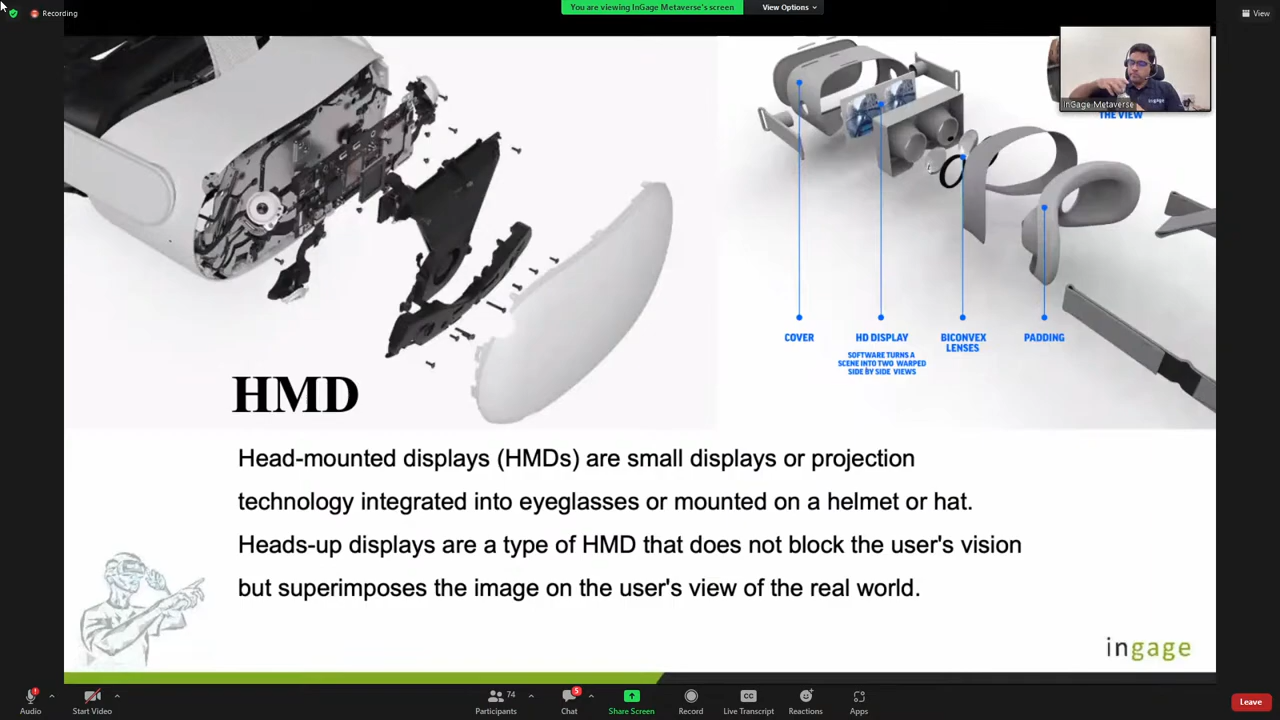 Recording
You are viewing InGage Metaverse's screen
View Options
View
InGage Metaverse
THE VIEW
COVER
HD DISPLAY
SOFTWARE TURNS A
SCENE INTO TWO WARPED
SIDE BY SIDE VIEWS
BICONVEX
LENSES
PADDING
HMD
Head-mounted displays (HMDs) are small displays or projection
technology integrated into eyeglasses or mounted on a helmet or hat.
Heads-up displays are a type of HMD that does not block the user's vision
but superimposes the image on the user's view of the real world.
ingage
Audio
Start Video
74
Participants
5
Chat
Share Screen
Record
CC
Live Transcript
Reactions
Apps
Leave